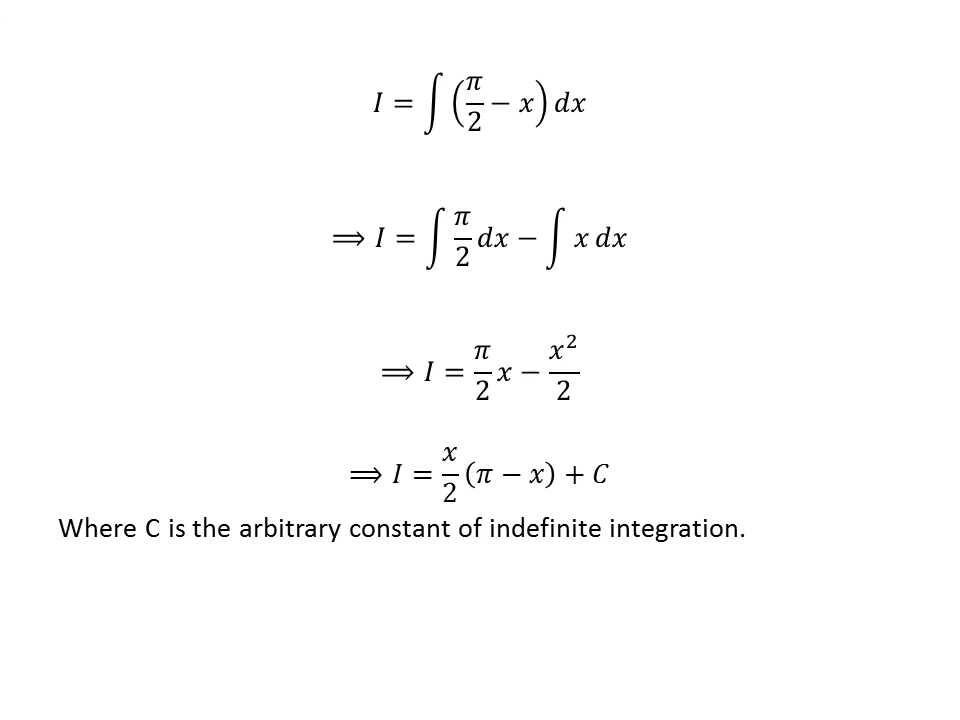 𝐼 = ∫ (𝜋/2 − 𝑥) 𝑑𝑥
⟹ 𝐼 = ∫ 𝜋/2 𝑑𝑥 − ∫ 𝑥 𝑑𝑥
⟹ 𝐼 = 𝜋/2 𝑥 − 𝑥²/2
⟹ 𝐼 = 𝑥/2 (𝜋 − 𝑥) + 𝐶
Where C is the arbitrary constant of indefinite integration.